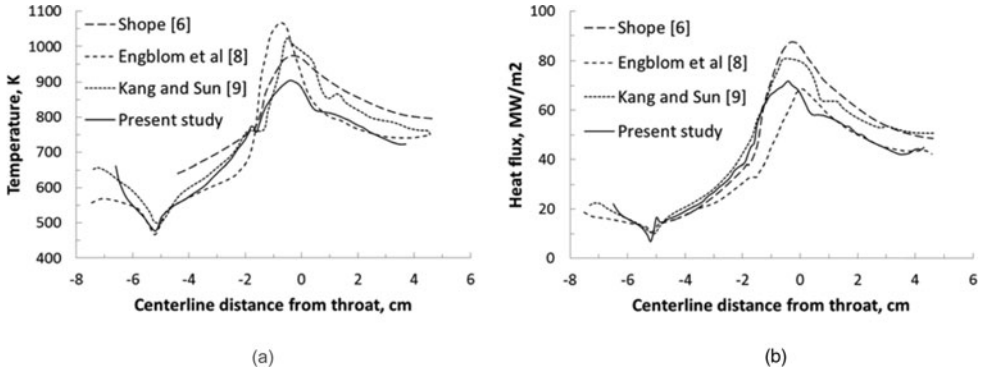 1100
1000
900
800
700
600
500
400
Temperature, K
Shope [6]
Engblom et al [8]
Kang and Sun [9]
Present study
-8
-6
-4
-2
0
2
4
6
Centerline distance from throat, cm
(a)
100
80
60
40
20
0
Heat flux, MW/m2
Shope [6]
Engblom et al [8]
Kang and Sun [9]
Present study
-8
-6
-4
-2
0
2
4
6
Centerline distance from throat, cm
(b)